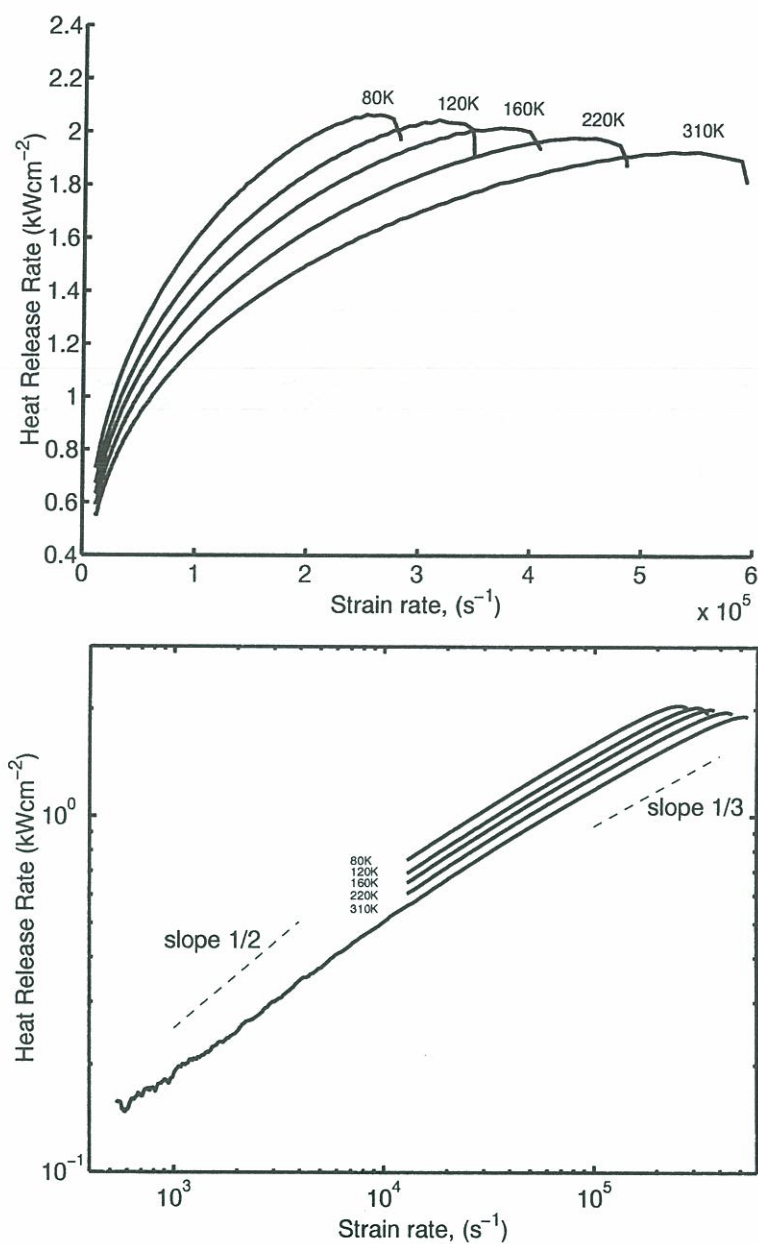 2.4
2.2
2
1.8
1.6
1.4
1.2
1
0.8
0.6
0.4
Heat Release Rate (kWcm⁻²)
80K
120K
160K
220K
310K
0 1 2 3 4 5 6
Strain rate, (s⁻¹)
x 10⁵
Heat Release Rate (kWcm⁻²)
10⁰
10⁻¹
80K
120K
160K
220K
310K
slope 1/3
slope 1/2
10³ 10⁴ 10⁵
Strain rate, (s⁻¹)